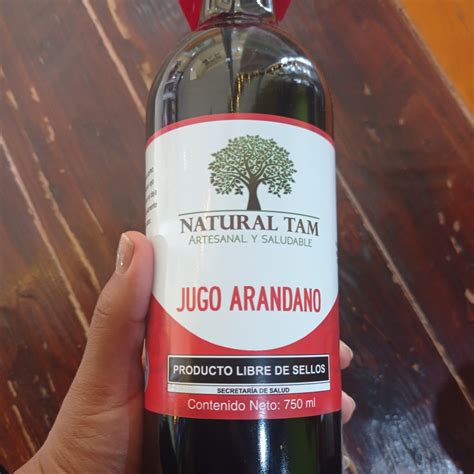 NATURAL TAM
ARTESANAL Y SALUDABLE
JUGO ARANDANO
PRODUCTO LIBRE DE SELLOS
SECRETARÍA DE SALUD
Contenido Neto: 750 ml